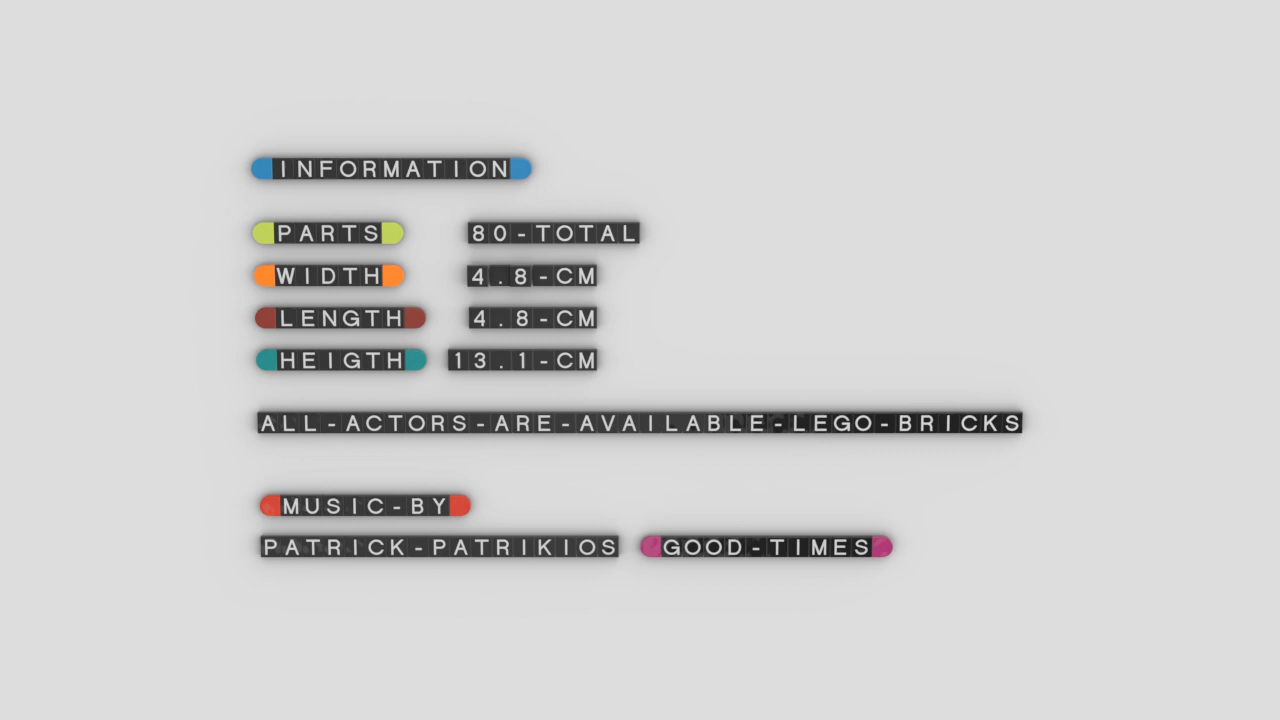 INFORMATION
PARTS 80-TOTAL
WIDTH 4.8-CM
LENGTH 4.8-CM
HEIGTH 13.1-CM
ALL-ACTORS-ARE-AVAILABLE-LEGO-BRICKS
MUSIC-BY
PATRICK-PATRIKIOS GOOD-TIMES